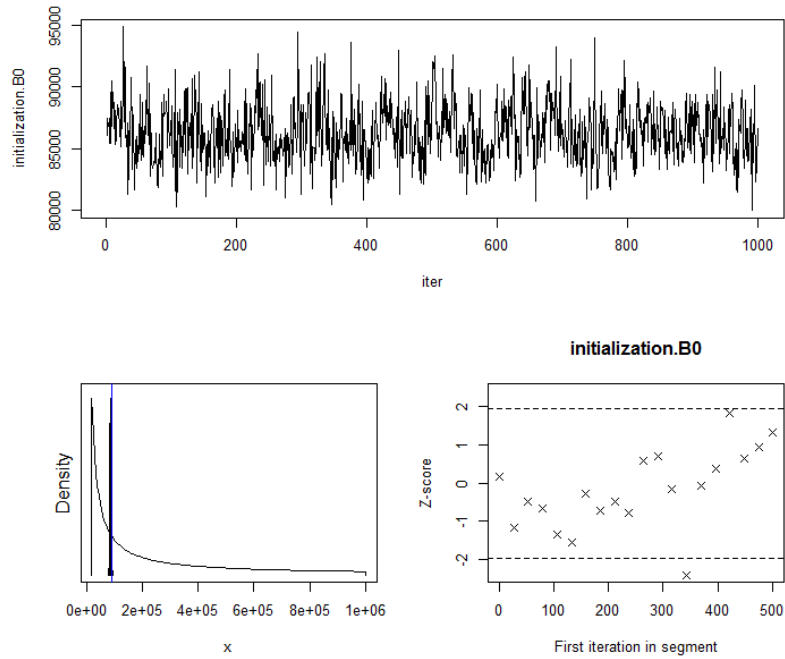 initialization.B0
95000
90000
85000
80000
0 200 400 600 800 1000
iter
Density
0e+00 2e+05 4e+05 6e+05 8e+05 1e+06
x
initialization.B0
Z-score
2
1
0
-1
-2
0 100 200 300 400 500
First iteration in segment